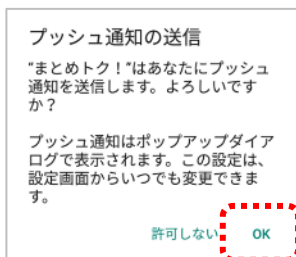 プッシュ通知の送信
“まとめトク！”はあなたにプッシュ
通知を送信します。よろしいです
か？
プッシュ通知はポップアップダイア
ログで表示されます。この設定は、
設定画面からいつでも変更できま
す。
許可しない OK